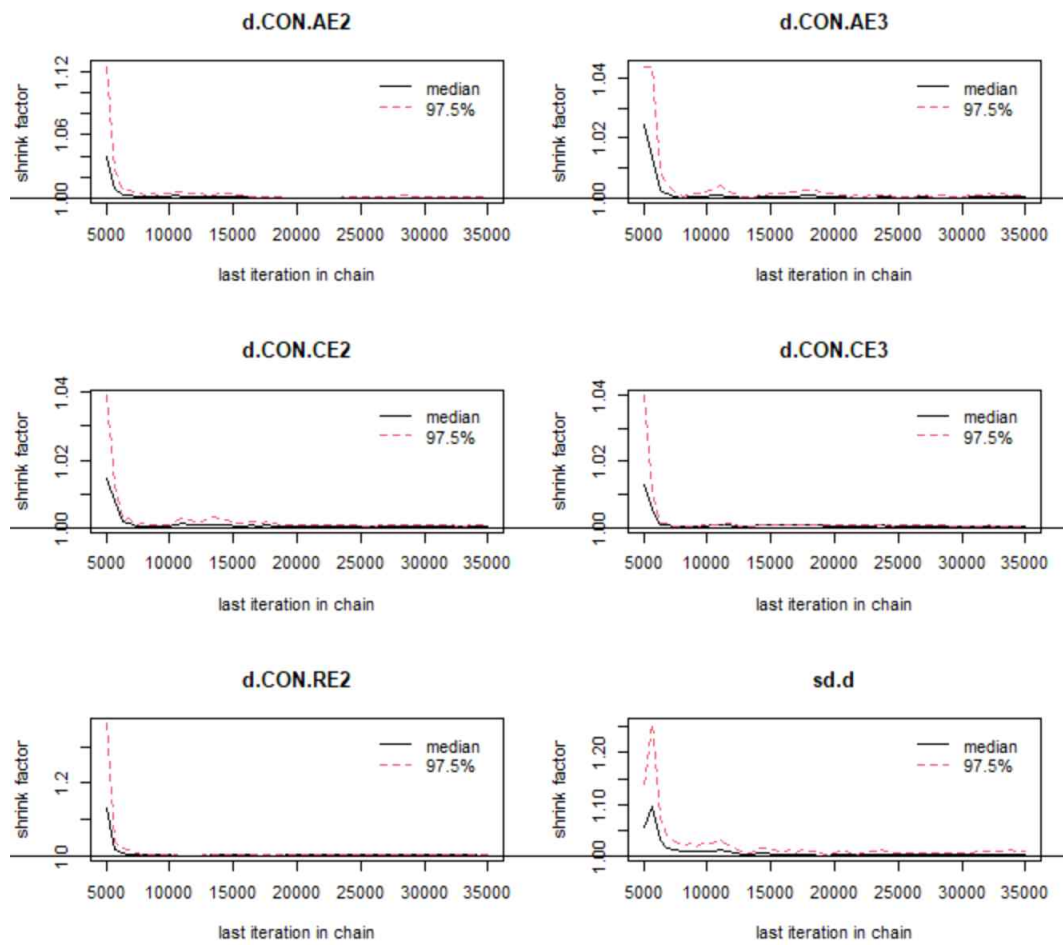 d.CON.AE2
shrink factor
1.00 1.06 1.12
median
97.5%
5000 10000 15000 20000 25000 30000 35000
last iteration in chain
d.CON.AE3
shrink factor
1.00 1.02 1.04
median
97.5%
5000 10000 15000 20000 25000 30000 35000
last iteration in chain
d.CON.CE2
shrink factor
1.00 1.02 1.04
median
97.5%
5000 10000 15000 20000 25000 30000 35000
last iteration in chain
d.CON.CE3
shrink factor
1.00 1.02 1.04
median
97.5%
5000 10000 15000 20000 25000 30000 35000
last iteration in chain
d.CON.RE2
shrink factor
1.0 1.2
median
97.5%
5000 10000 15000 20000 25000 30000 35000
last iteration in chain
sd.d
shrink factor
1.00 1.10 1.20
median
97.5%
5000 10000 15000 20000 25000 30000 35000
last iteration in chain